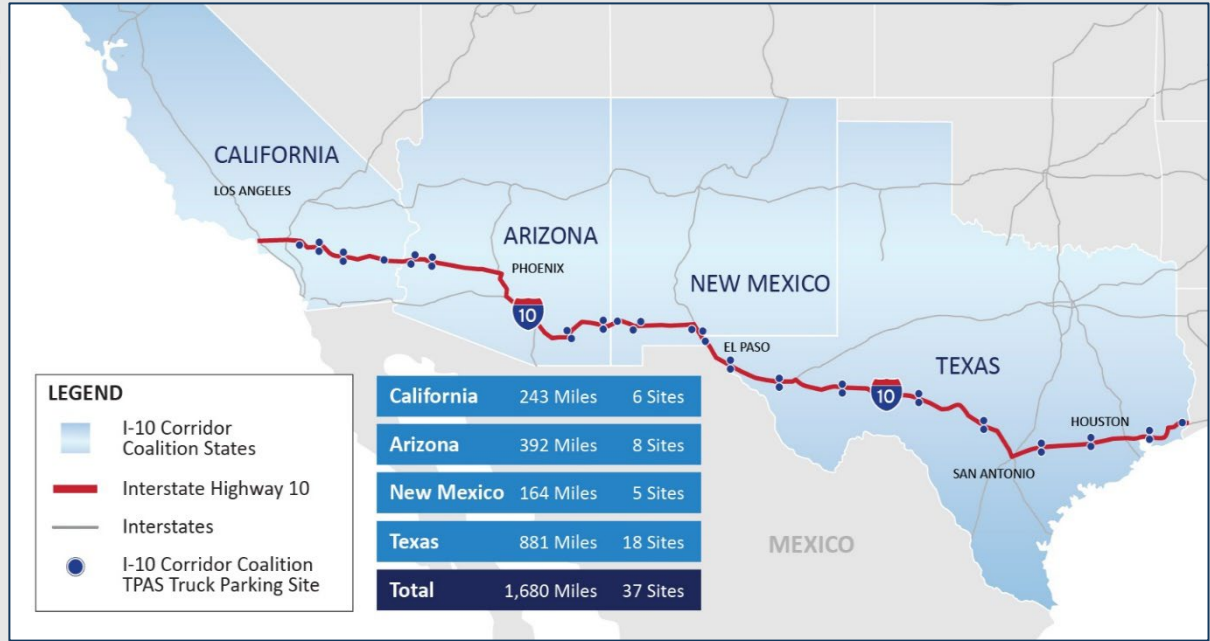 CALIFORNIA
LOS ANGELES
ARIZONA
PHOENIX
10
NEW MEXICO
EL PASO
TEXAS
10
HOUSTON
SAN ANTONIO
MEXICO
LEGEND
I-10 Corridor
Coalition States
Interstate Highway 10
Interstates
I-10 Corridor Coalition
TPAS Truck Parking Site
California 243 Miles 6 Sites
Arizona 392 Miles 8 Sites
New Mexico 164 Miles 5 Sites
Texas 881 Miles 18 Sites
Total 1,680 Miles 37 Sites